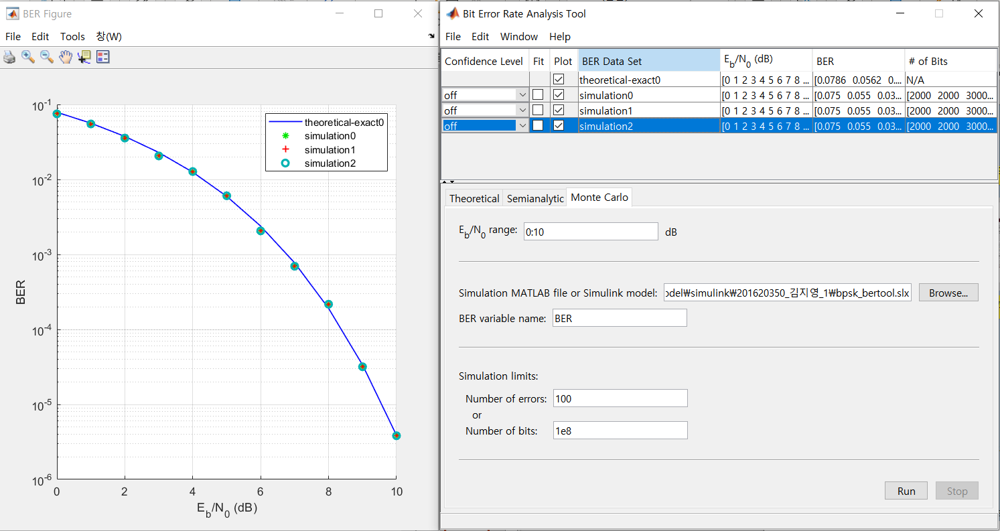 BER Figure
File Edit Tools 창(W)
10-1
10-2
10-3
10-4
10-5
10-6
BER
0 2 4 6 8 10
Eb/N0 (dB)
theoretical-exact0
simulation0
simulation1
simulation2
Bit Error Rate Analysis Tool
File Edit Window Help
Confidence Level Fit Plot BER Data Set Eb/N0 (dB) BER # of Bits
theoretical-exact0 [0 1 2 3 4 5 6 7 8 ... [0.0786 0.0562 0.... N/A
off simulation0 [0 1 2 3 4 5 6 7 8 ... [0.075 0.055 0.03... [2000 2000 3000...
off simulation1 [0 1 2 3 4 5 6 7 8 ... [0.075 0.055 0.03... [2000 2000 3000...
off simulation2 [0 1 2 3 4 5 6 7 8 ... [0.075 0.055 0.03... [2000 2000 3000...
Theoretical Semianalytic Monte Carlo
Eb/N0 range: 0:10 dB
Simulation MATLAB file or Simulink model: odel₩simulink₩201620350_김지영_1₩bpsk_bertool.slx Browse...
BER variable name: BER
Simulation limits:
Number of errors: 100
or
Number of bits: 1e8
Run Stop